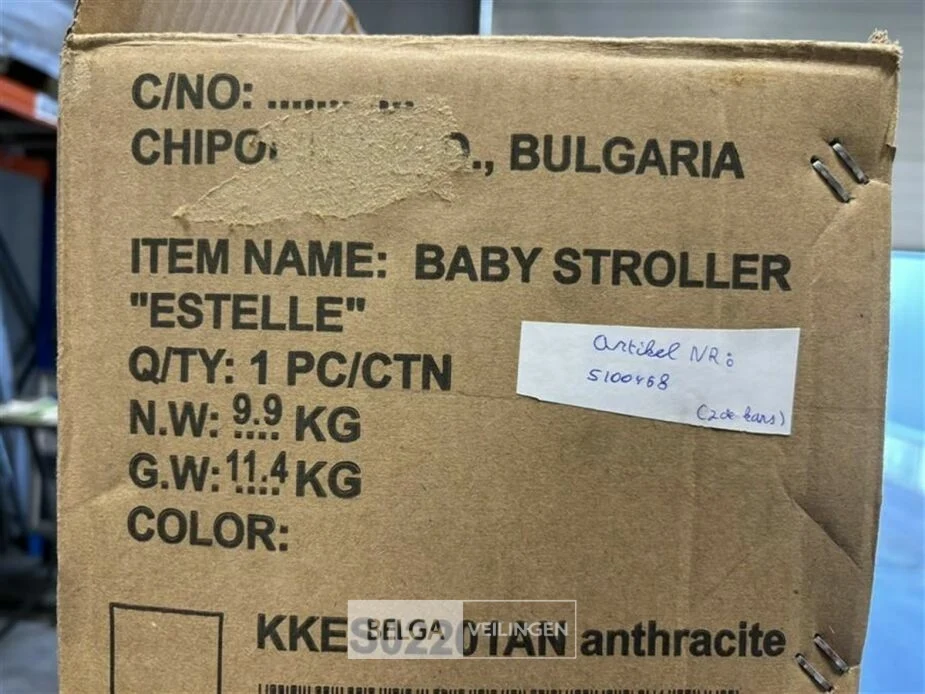 C/NO:
BULGARIA
ITEM NAME: BABY STROLLER
"ESTELLE"
Q/TY: 1 PC/CTN
N.W: 9.9 KG
G.W: 11.4 KG
COLOR:
Artikel NR:
5100468
(2de kans)
anthracite
BELGA VEILINGEN